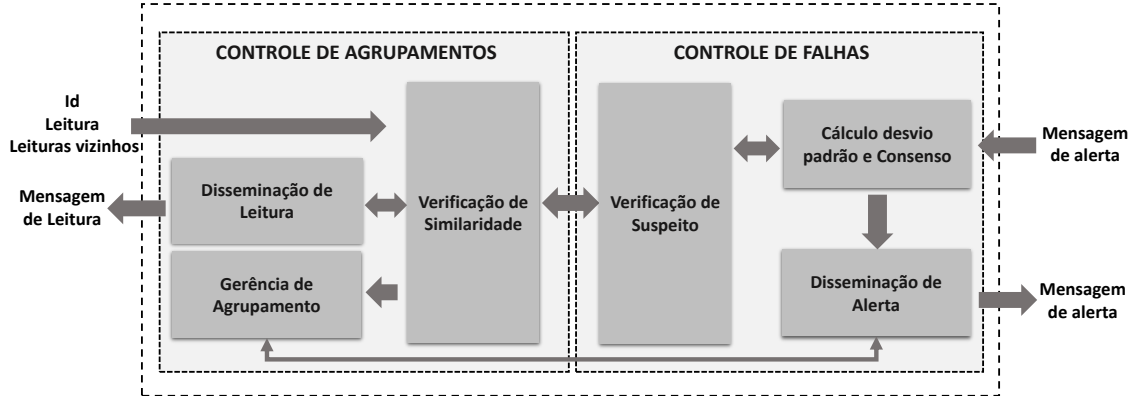 CONTROLE DE AGRUPAMENTOS
CONTROLE DE FALHAS
Id
Leitura
Leituras vizinhos
Mensagem
de Leitura
Disseminação de
Leitura
Gerência de
Agrupamento
Verificação de
Similaridade
Verificação de
Suspeito
Cálculo desvio
padrão e Consenso
Disseminação de
Alerta
Mensagem
de alerta
Mensagem
de alerta